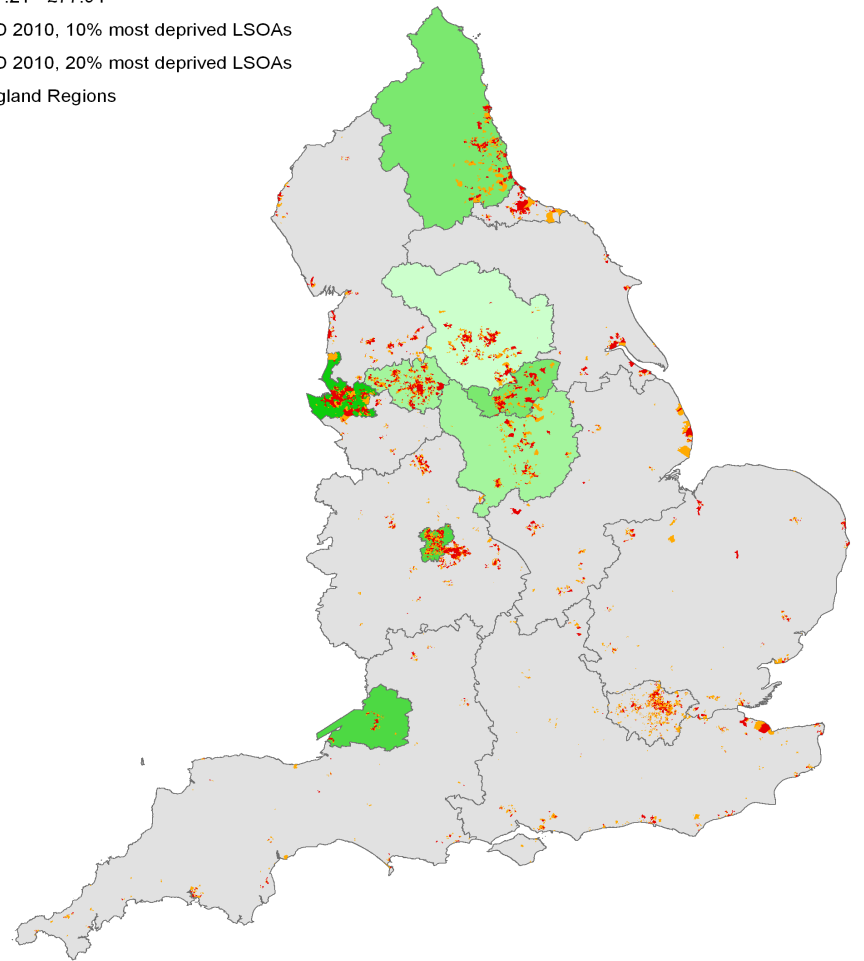 D 2010, 10% most deprived LSOAs
D 2010, 20% most deprived LSOAs
gland Regions